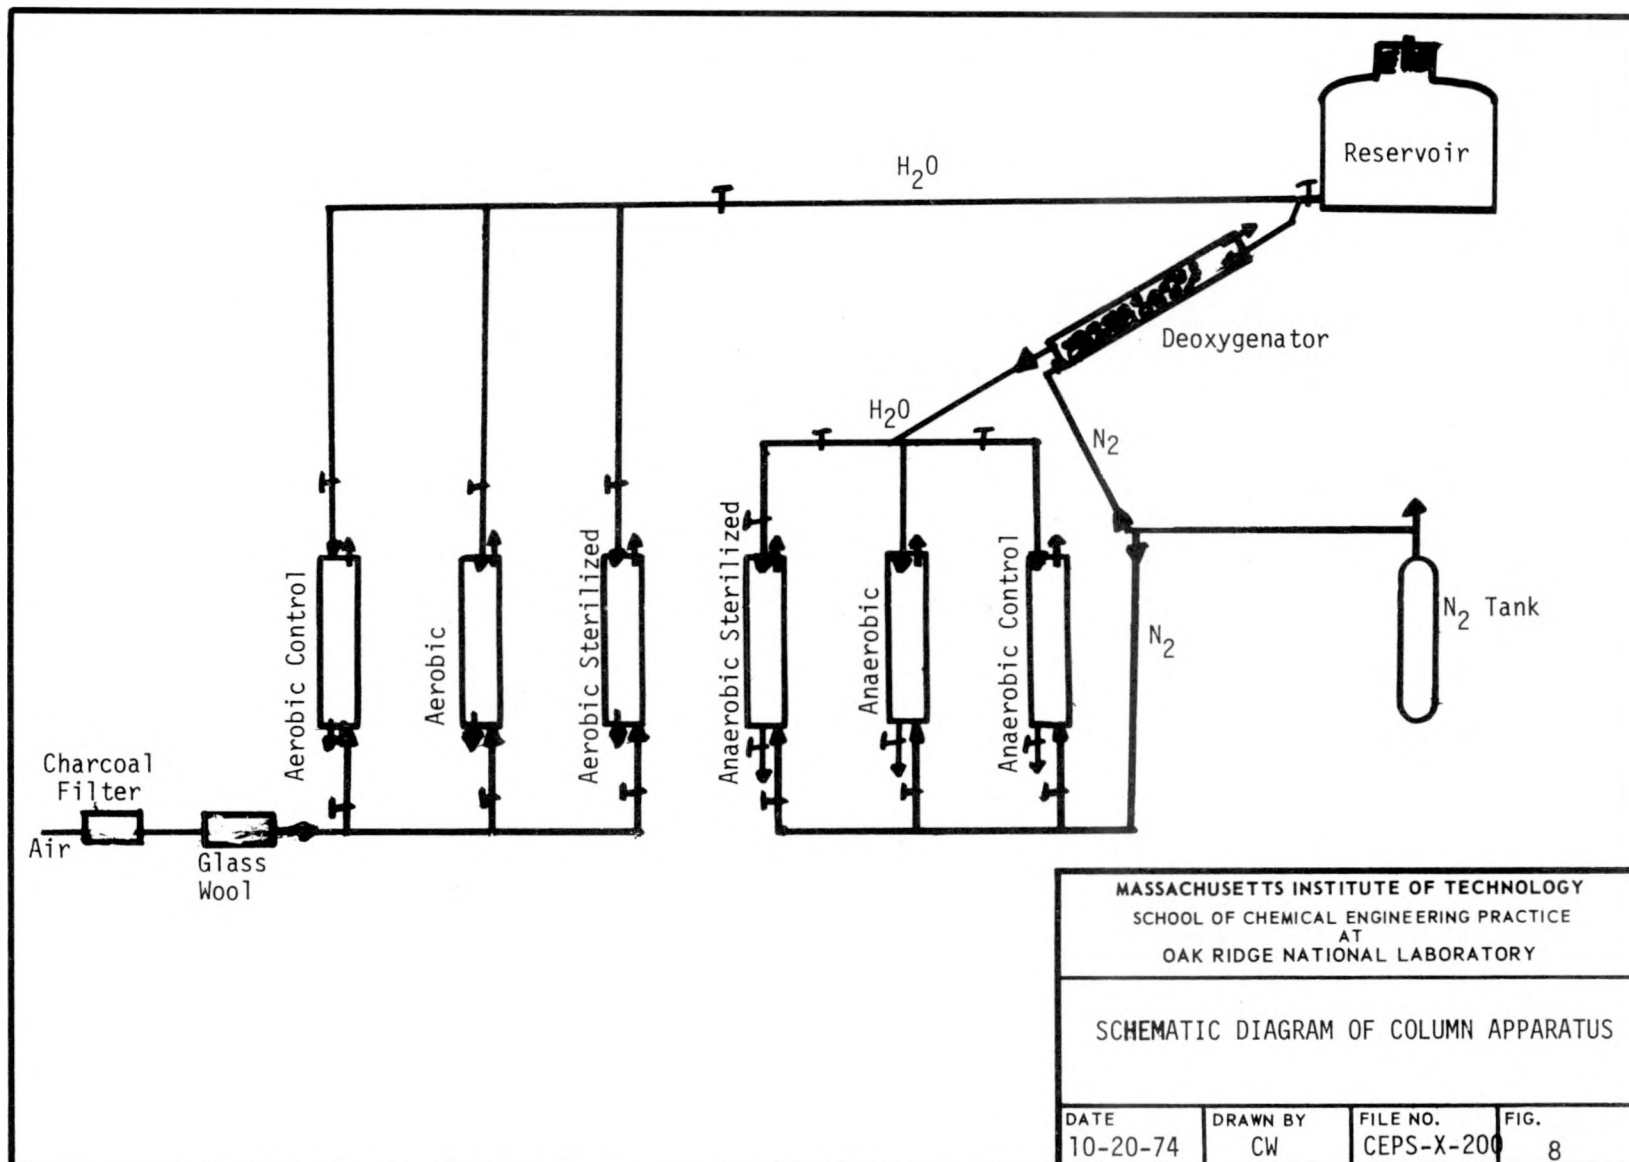 Reservoir
H2O
Deoxygenator
H2O
N2
N2
N2 Tank
Aerobic Control
Aerobic
Aerobic Sterilized
Anaerobic Sterilized
Anaerobic
Anaerobic Control
Charcoal
Filter
Air
Glass
Wool
MASSACHUSETTS INSTITUTE OF TECHNOLOGY
SCHOOL OF CHEMICAL ENGINEERING PRACTICE
AT
OAK RIDGE NATIONAL LABORATORY
SCHEMATIC DIAGRAM OF COLUMN APPARATUS
DATE
10-20-74
DRAWN BY
CW
FILE NO.
CEPS-X-200
FIG.
8